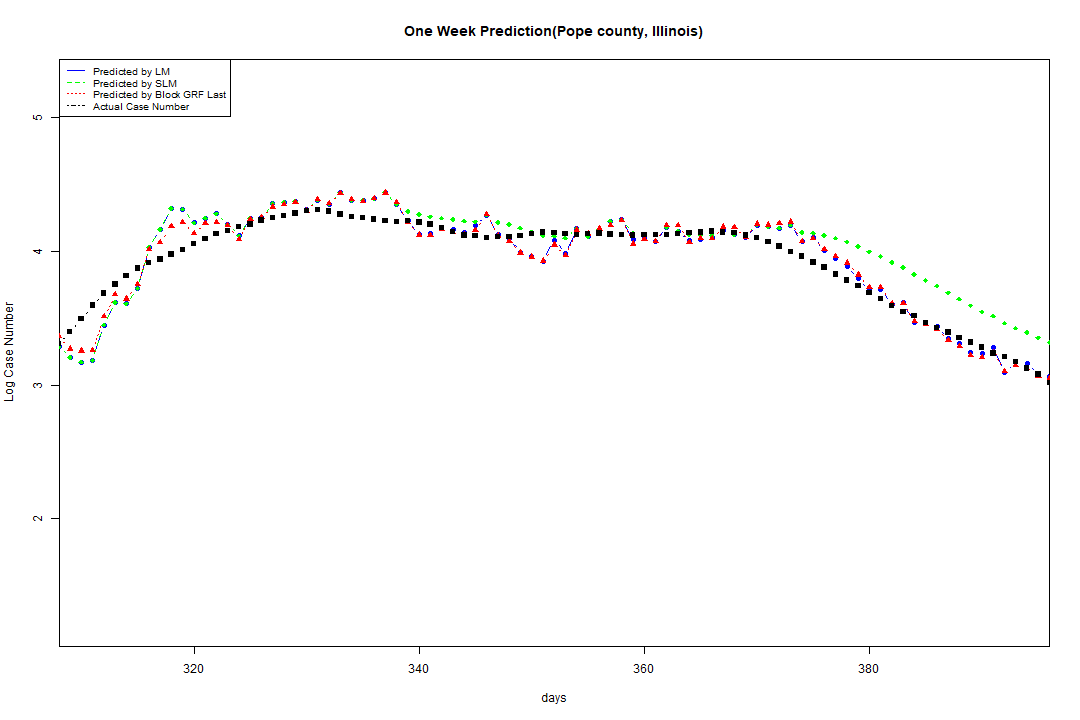 One Week Prediction(Pope county, Illinois)
Predicted by LM
Predicted by SLM
Predicted by Block GRF Last
Actual Case Number
5
4
3
2
Log Case Number
320 340 360 380
days